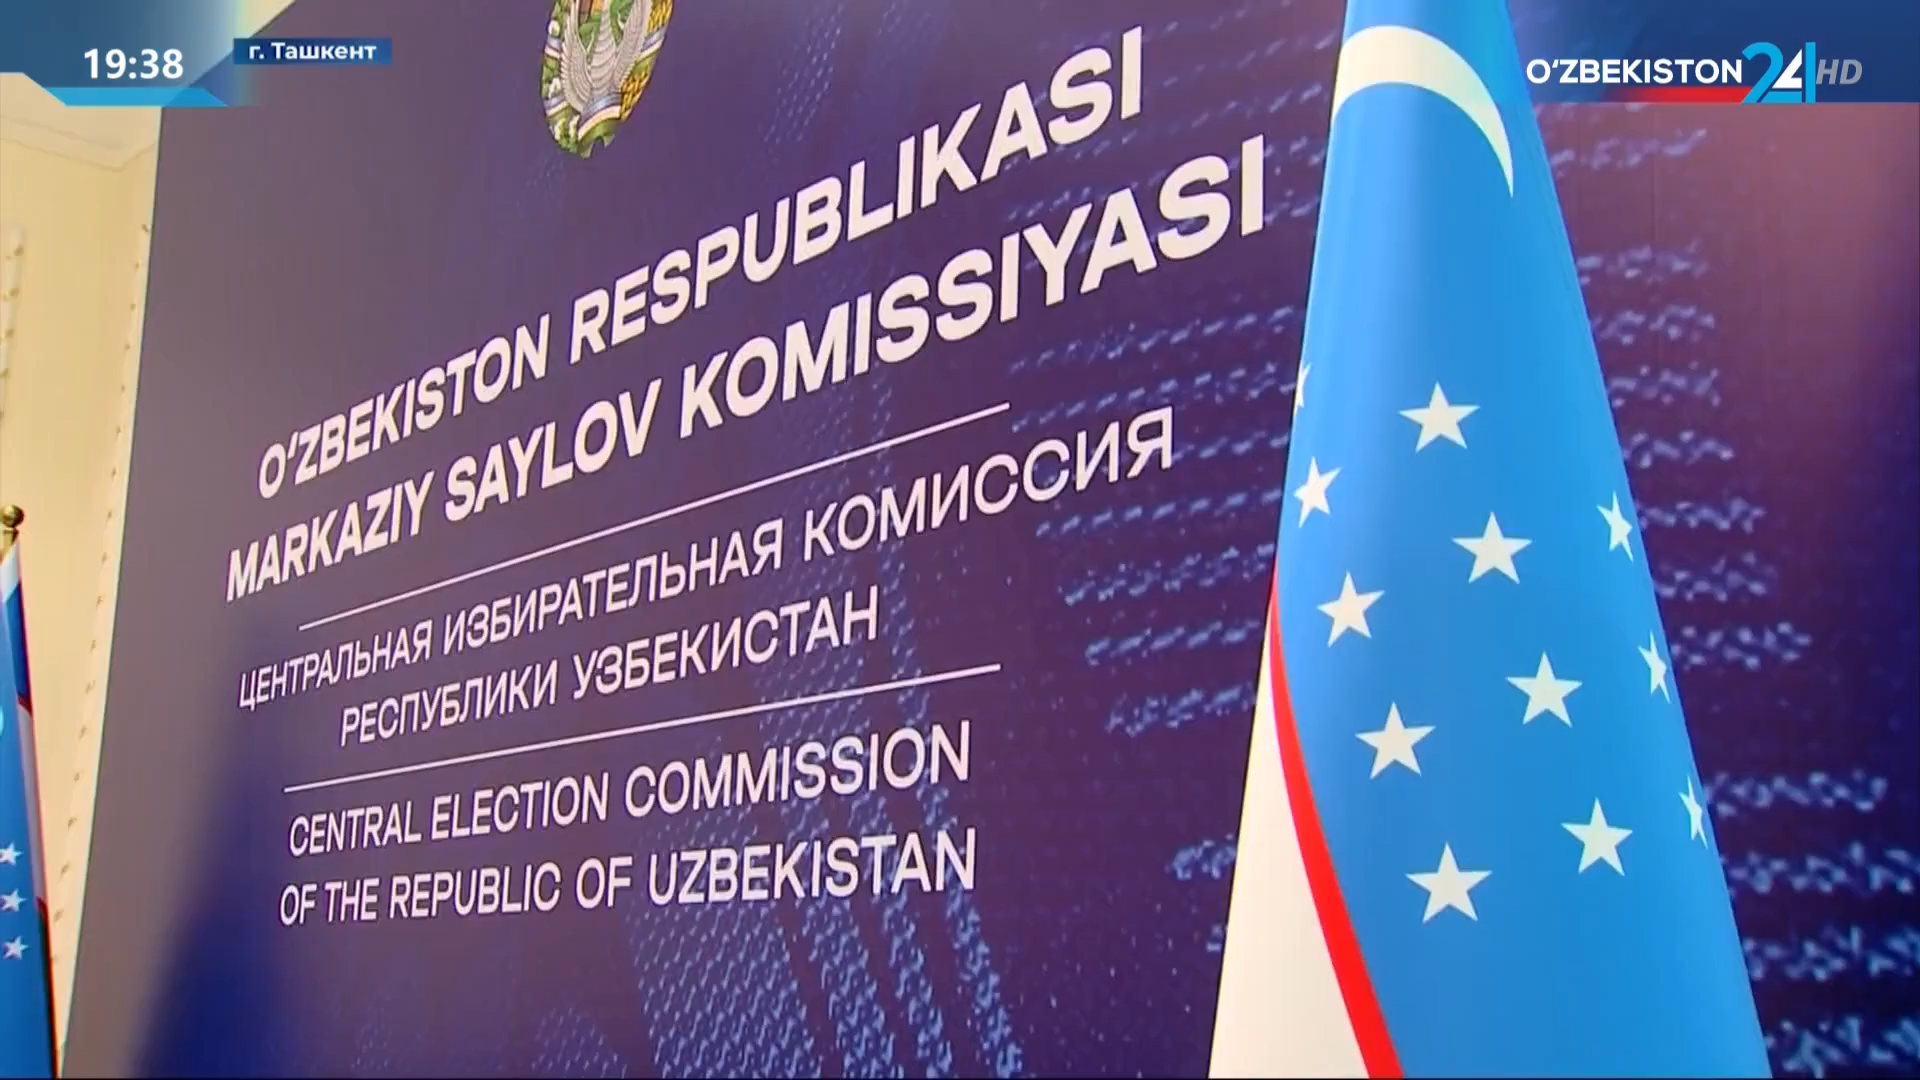 19:38
г. Ташкент
O‘ZBEKISTON 24 HD
O‘ZBEKISTON RESPUBLIKASI
MARKAZIY SAYLOV KOMISSIYASI
ЦЕНТРАЛЬНАЯ ИЗБИРАТЕЛЬНАЯ КОМИССИЯ
РЕСПУБЛИКИ УЗБЕКИСТАН
CENTRAL ELECTION COMMISSION
OF THE REPUBLIC OF UZBEKISTAN